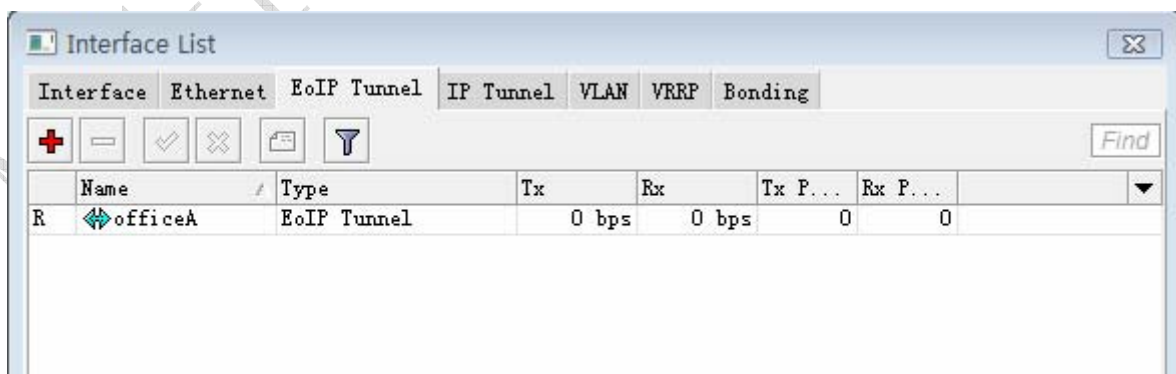 Interface List
Interface Ethernet EoIP Tunnel IP Tunnel VLAN VRRP Bonding
Find
Name Type Tx Rx Tx P... Rx P...
R officeA EoIP Tunnel 0 bps 0 bps 0 0